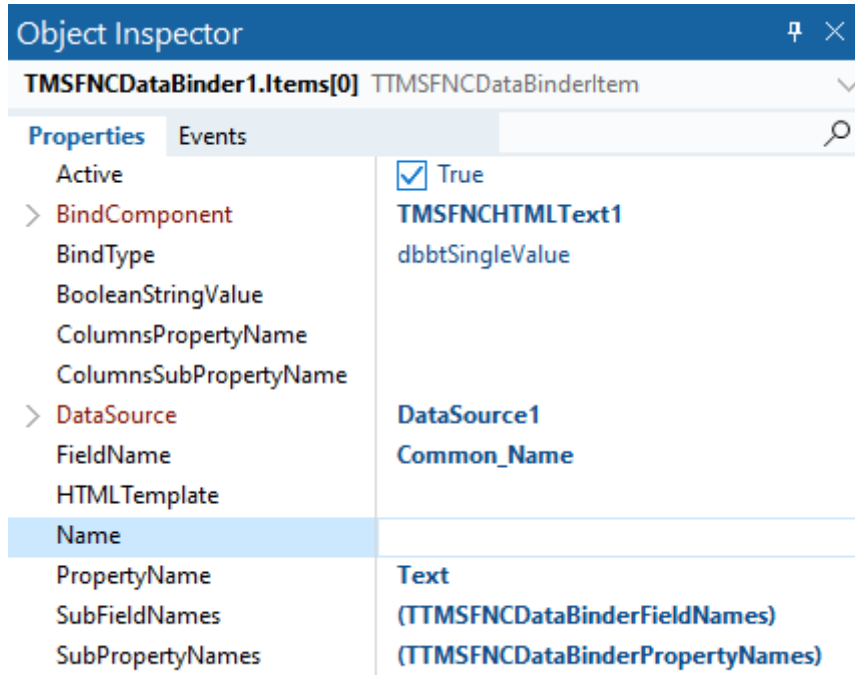 Object Inspector
TMSFNCDataBinder1.Items[0] TTMSFNCDataBinderItem
Properties Events
Active True
BindComponent TMSFNCHTMLText1
BindType dbbtSingleValue
BooleanStringValue
ColumnsPropertyName
ColumnsSubPropertyName
DataSource DataSource1
FieldName Common_Name
HTMLTemplate
Name
PropertyName Text
SubFieldNames (TTMSFNCDataBinderFieldNames)
SubPropertyNames (TTMSFNCDataBinderPropertyNames)